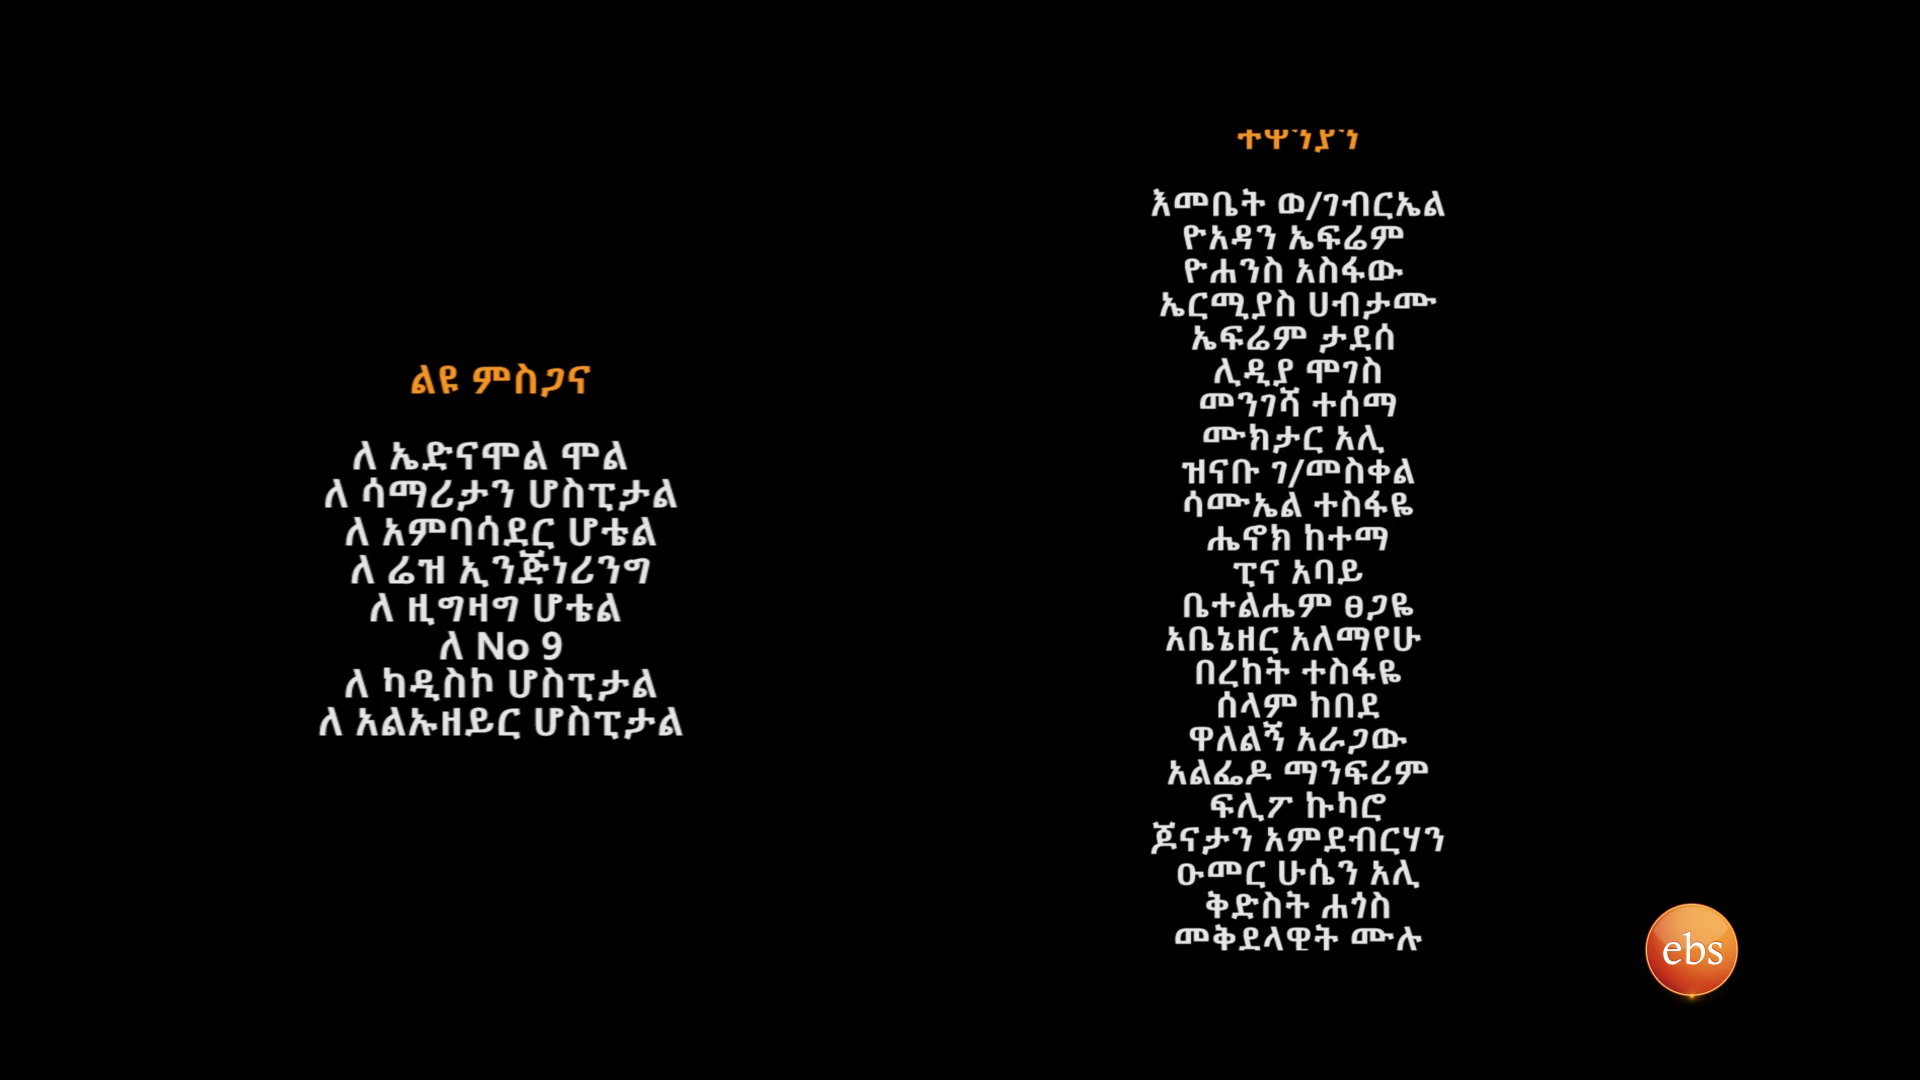 ልዩ ምስጋና
ለ ኤድናሞል ሞል
ለ ሳማሪታን ሆስፒታል
ለ አምባሳደር ሆቴል
ለ ሬዝ ኢንጅነሪንግ
ለ ዚግዛግ ሆቴል
ለ No 9
ለ ካዲስኮ ሆስፒታል
ለ አልኡዘይር ሆስፒታል
ተዋንያን
እመቤት ወ/ገብርኤል
ዮአዳን ኤፍሬም
ዮሐንስ አስፋው
ኤርሚያስ ሀብታሙ
ኤፍሬም ታደሰ
ሊዲያ ሞገስ
መንገሻ ተሰማ
ሙክታር አሊ
ዝናቡ ገ/መስቀል
ሳሙኤል ተስፋዬ
ሔኖክ ከተማ
ፒና አባይ
ቤተልሔም ፀጋዬ
አቤኔዘር አለማየሁ
በረከት ተስፋዬ
ሰላም ከበደ
ዋለልኝ አራጋው
አልፌዶ ማንፍሪም
ፍሊፖ ኩካሮ
ጆናታን አምደብርሃን
ዑመር ሁሴን አሊ
ቅድስት ሐጎስ
መቅደላዊት ሙሉ
ebs